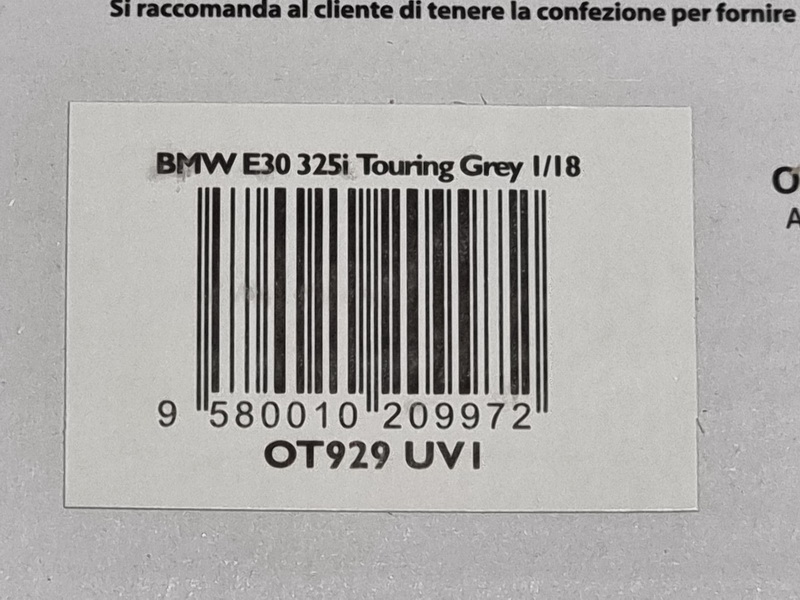 Si raccomanda al cliente di tenere la confezione per fornire
BMW E30 325i Touring Grey 1/18
9 580010 209972
OT929 UV1